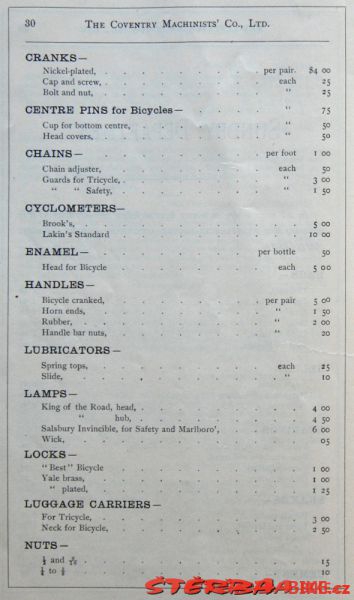 30 THE COVENTRY MACHINISTS' CO., LTD.
CRANKS—
Nickel-plated, per pair. $4 00
Cap and screw, each 25
Bolt and nut, " 25
CENTRE PINS for Bicycles— " 75
Cup for bottom centre, " 50
Head covers, " 50
CHAINS— per foot 1 00
Chain adjuster, each 50
Guards for Tricycle, " 3 00
" " Safety, " 1 50
CYCLOMETERS—
Brook's, 5 00
Lakin's Standard 10 00
ENAMEL— per bottle 50
Head for Bicycle each 5 00
HANDLES—
Bicycle cranked, per pair 5 00
Horn ends, " 1 50
Rubber, " 2 00
Handle bar nuts, " 20
LUBRICATORS—
Spring tops, each 25
Slide, " 10
LAMPS—
King of the Road, head, 4 00
" hub, 4 50
Salsbury Invincible, for Safety and Marlboro', 6 00
Wick, 05
LOCKS—
"Best" Bicycle 1 00
Yale brass, 1 00
" plated, 1 25
LUGGAGE CARRIERS—
For Tricycle, 3 00
Neck for Bicycle, 2 50
NUTS—
and 15
to 10
ŠTĚRBA-BIKE.cz